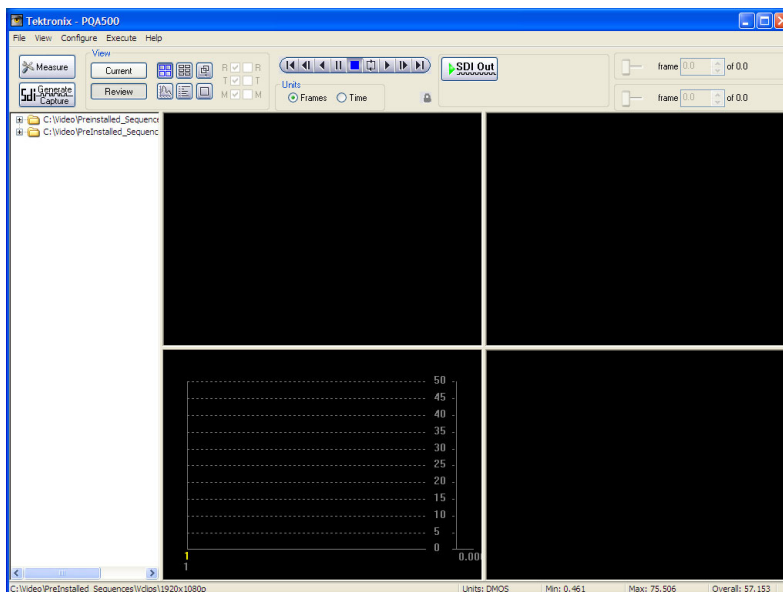 Tektronix - PQA500
File View Configure Execute Help
View
Measure
Current
R R
T T
M M
Review
Sdi Generate Capture
Units
Frames Time
SDI Out
frame 0.0 of 0.0
frame 0.0 of 0.0
C:\Video\Preinstalled_Sequence
C:\Video\PreInstalled_Sequenc
50
45
40
35
30
25
20
15
10
5
0
1
1
0.00
C:\Video\PreInstalled_Sequences\Vclips\1920x1080p Units: DMOS Min: 0.461 Max: 75.506 Overall: 57.153